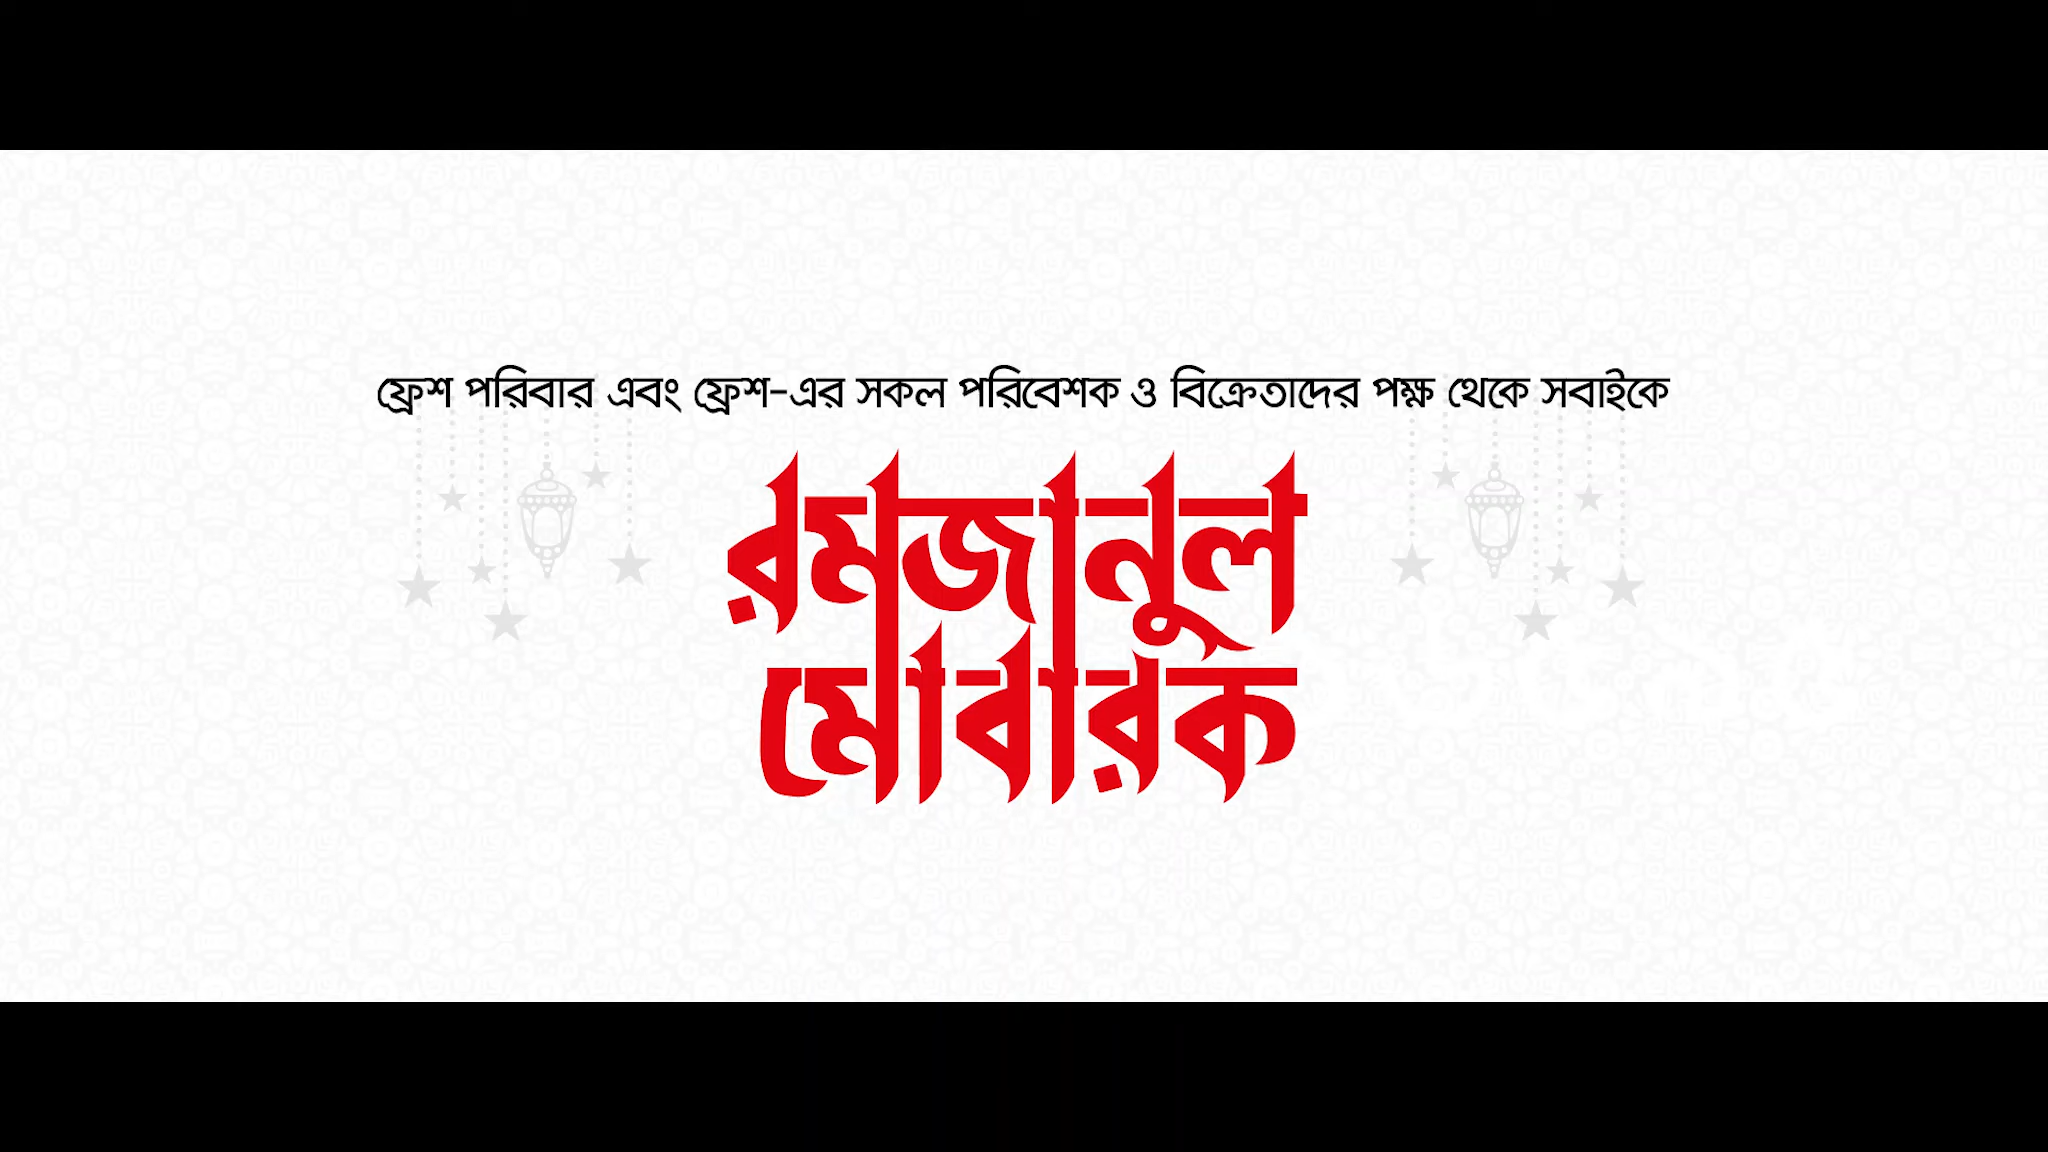 ফ্রেশ পরিবার এবং ফ্রেশ-এর সকল পরিবেশক ও বিক্রেতাদের পক্ষ থেকে সবাইকে
রমজানুল
মোবারক